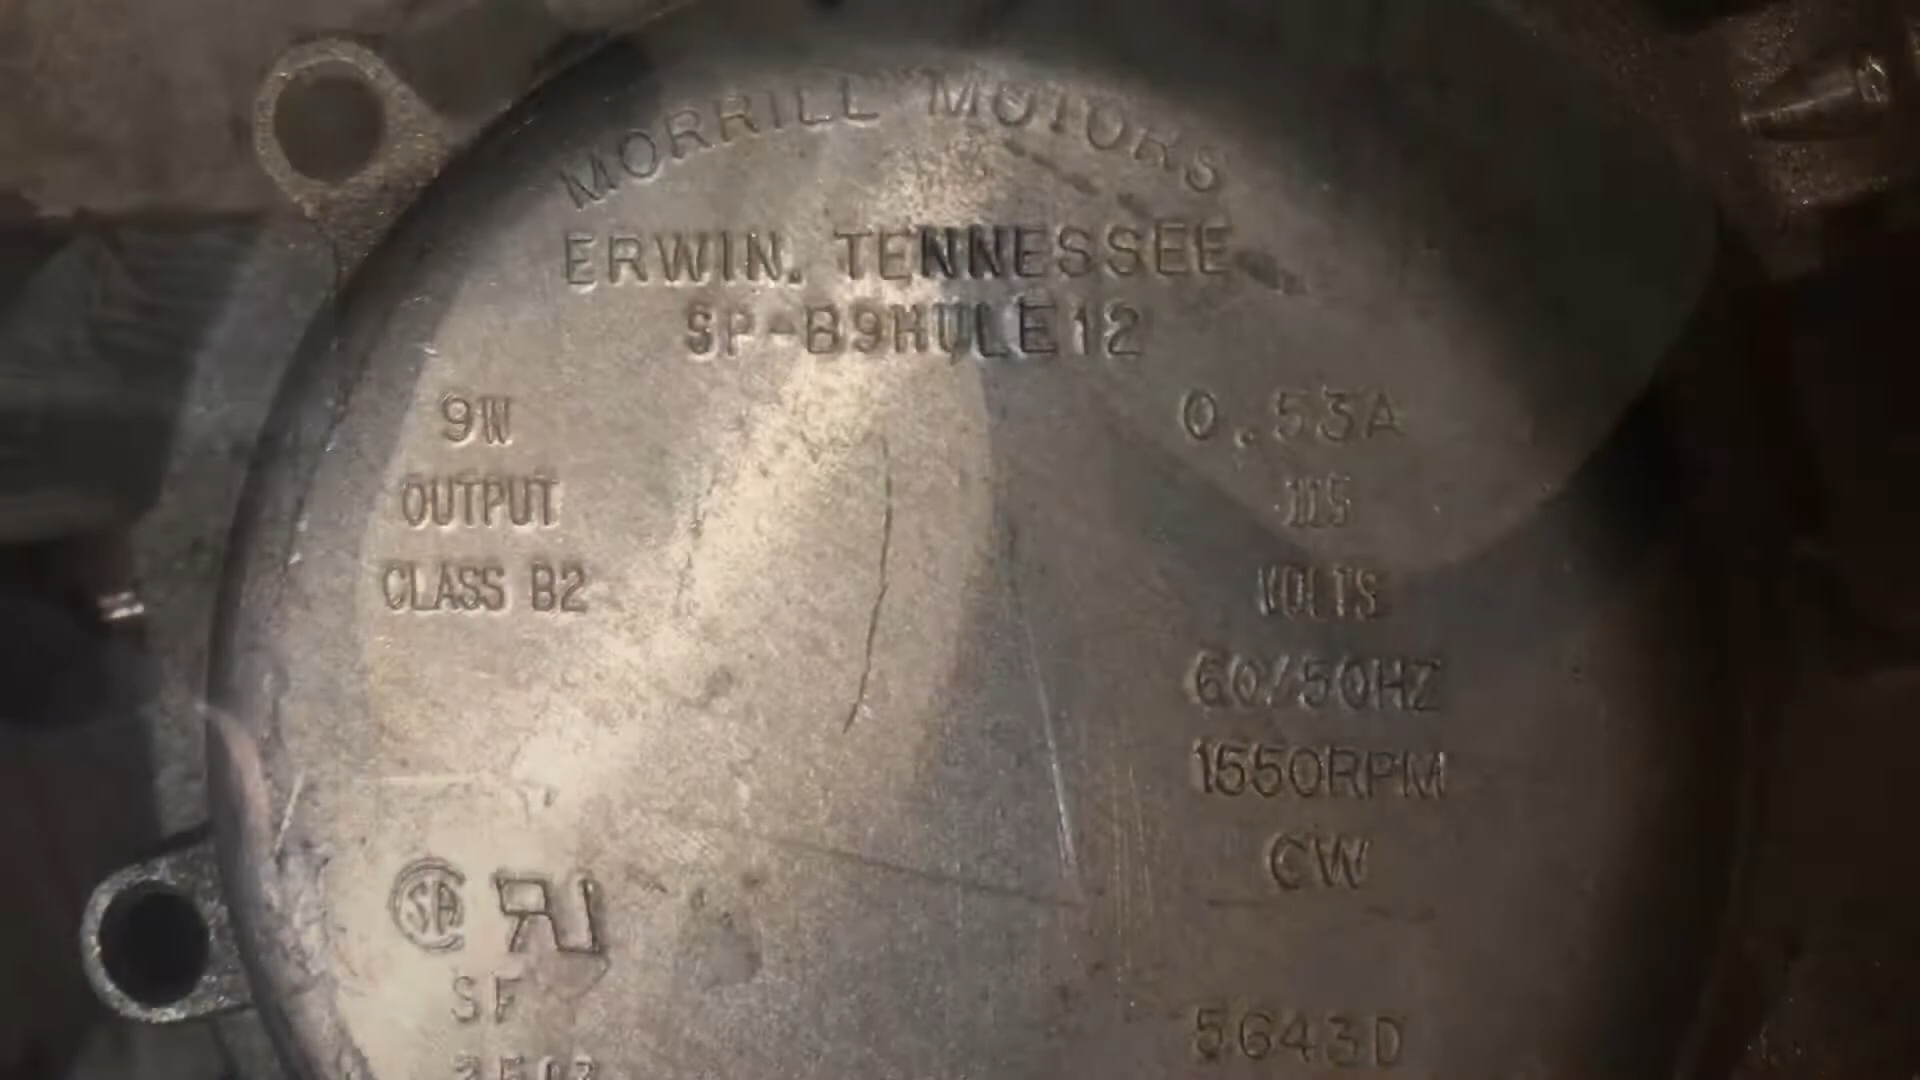 MORRILL MOTORS
ERWIN, TENNESSEE
SP-B9HULE12
9W
OUTPUT
CLASS B2
0.53A
115
VOLTS
60/50HZ
1550RPM
CW
SA
SF
5643D